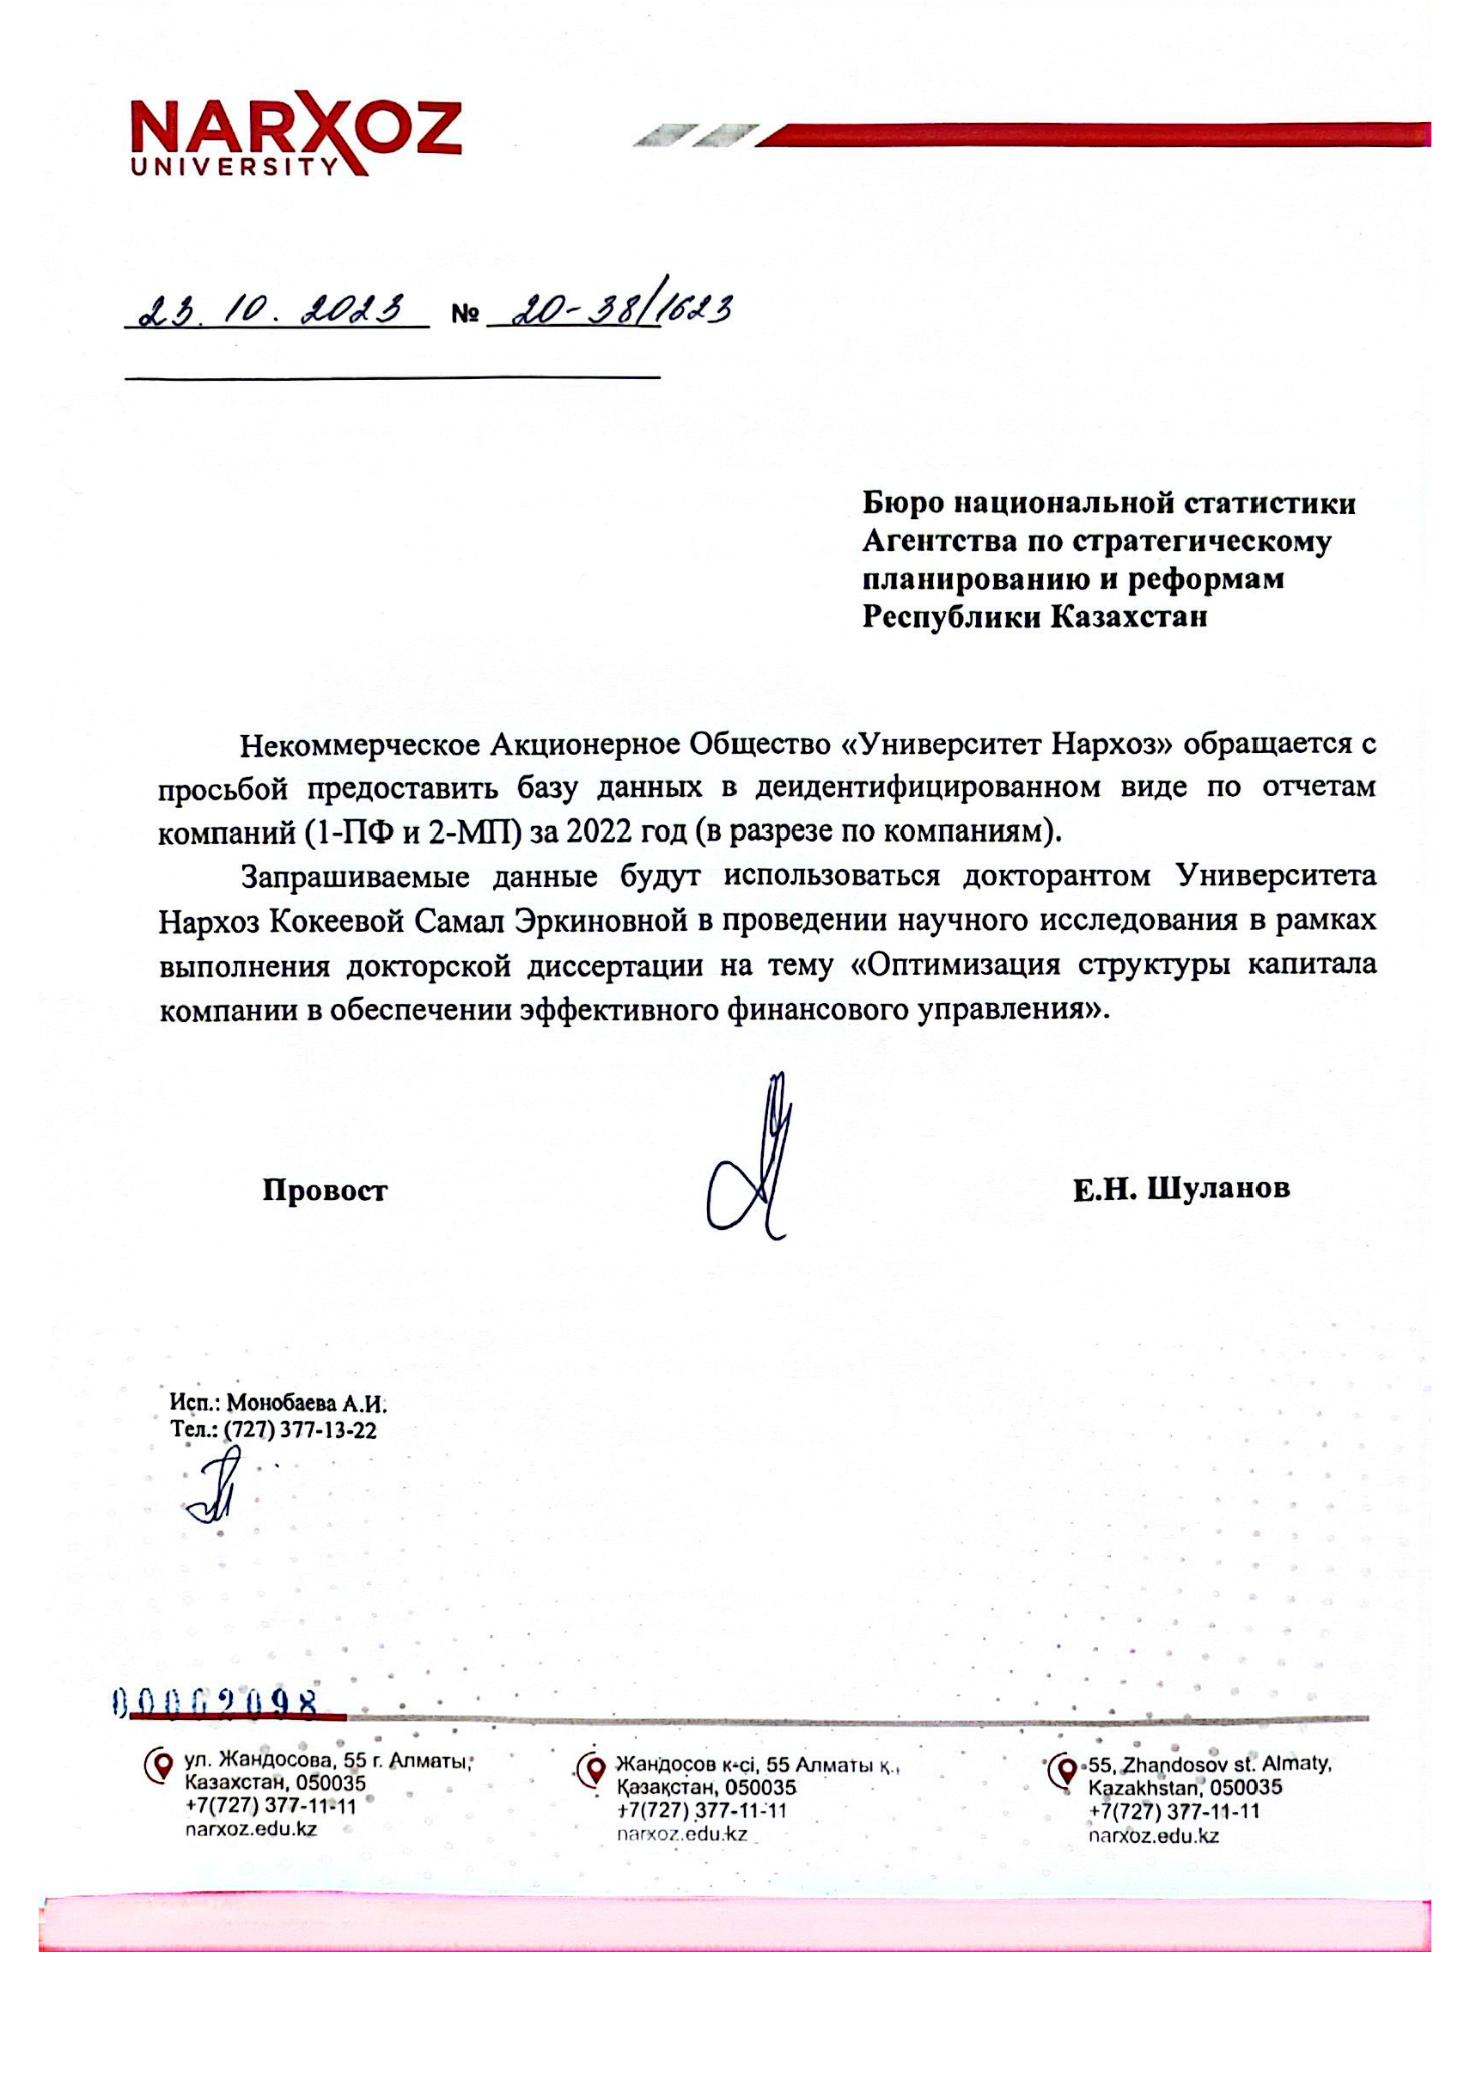 NARXOZ
UNIVERSITY
23.10.2023 № 20-38/1623
Бюро национальной статистики
Агентства по стратегическому
планированию и реформам
Республики Казахстан
Некоммерческое Акционерное Общество «Университет Нархоз» обращается с
просьбой предоставить базу данных в деидентифицированном виде по отчетам
компаний (1-ПФ и 2-МП) за 2022 год (в разрезе по компаниям).
Запрашиваемые данные будут использоваться докторантом Университета
Нархоз Кокеевой Самал Эркиновной в проведении научного исследования в рамках
выполнения докторской диссертации на тему «Оптимизация структуры капитала
компании в обеспечении эффективного финансового управления».
Провост Е.Н. Шуланов
Исп.: Монобаева А.И.
Тел.: (727) 377-13-22
00062098
ул. Жандосова, 55 г. Алматы,
Казахстан, 050035
+7(727) 377-11-11
narxoz.edu.kz
Жандосов к-сі, 55 Алматы қ.,
Қазақстан, 050035
+7(727) 377-11-11
narxoz.edu.kz
55, Zhandosov st. Almaty,
Kazakhstan, 050035
+7(727) 377-11-11
narxoz.edu.kz